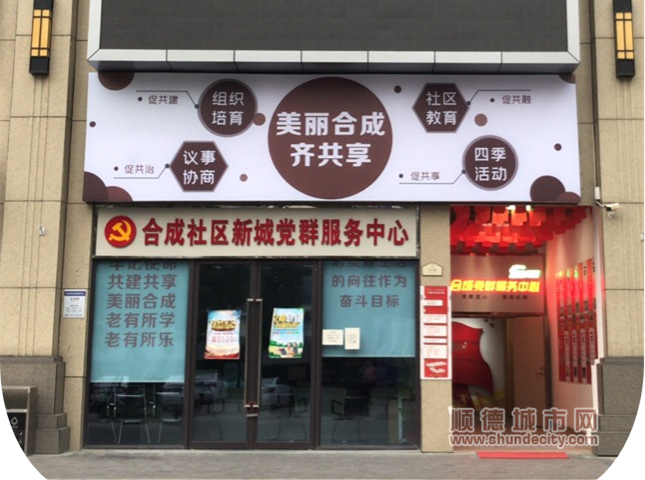 促共建
组织
培育
美丽合成
齐共享
社区
教育
促共融
促共治
议事
协商
促共享
四季
活动
合成社区新城党群服务中心
牢记使命
共建共享
美丽合成
老有所学
老有所乐
的向往作为
奋斗目标
合成党群服务中心
顺德城市网
www.shundecity.com